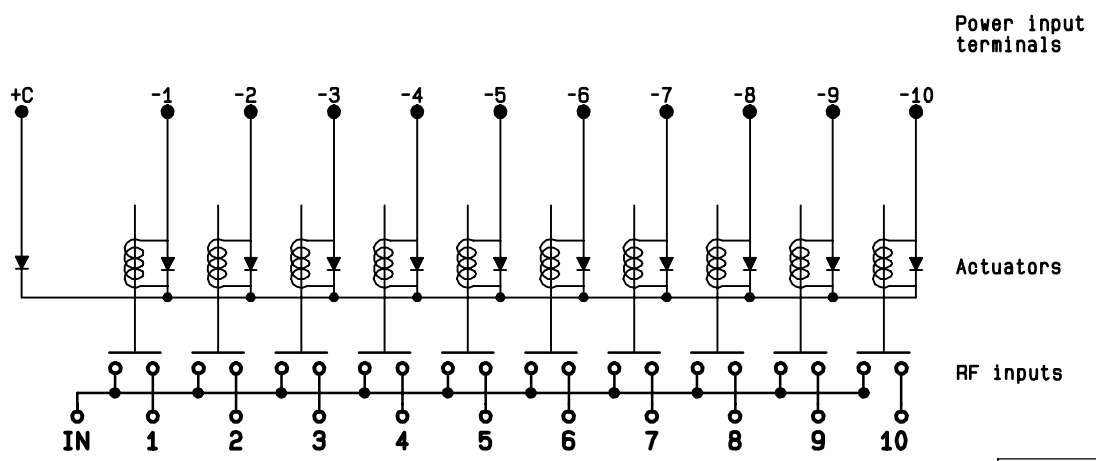 Power input
terminals
+C -1 -2 -3 -4 -5 -6 -7 -8 -9 -10
Actuators
RF inputs
IN 1 2 3 4 5 6 7 8 9 10